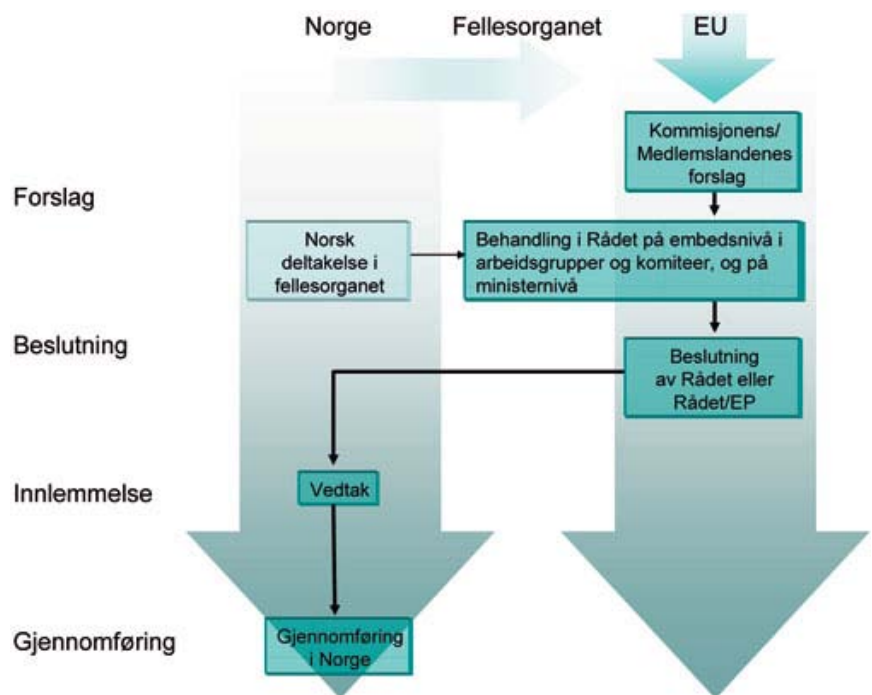 Norge
Fellesorganet
EU
Kommisjonens/
Medlemslandenes
forslag
Forslag
Norsk
deltakelse i
fellesorganet
Behandling i Rådet på embedsnivå i
arbeidsgrupper og komiteer, og på
ministernivå
Beslutning
Beslutning
av Rådet eller
Rådet/EP
Innlemmelse
Vedtak
Gjennomføring
Gjennomføring
i Norge